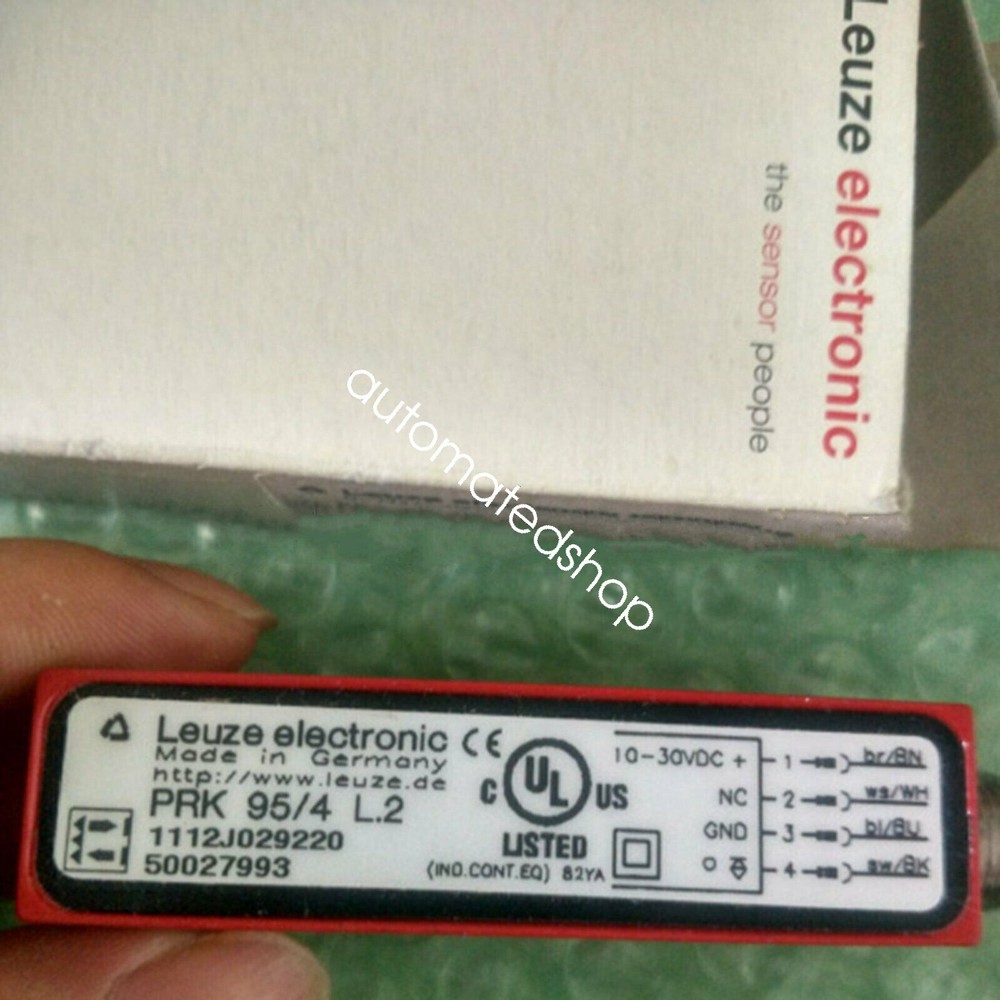 Leuze electronic
the sensor people
automatedshop
Leuze electronic
Made in Germany
http://www.leuze.de
PRK 95/4 L.2
1112J029220
50027993
CE
C UL US
LISTED
(IND.CONT.EQ) 82YA
10-30VDC + 1 br/BN
NC 2 ws/WH
GND 3 bl/BU
4 sw/BK